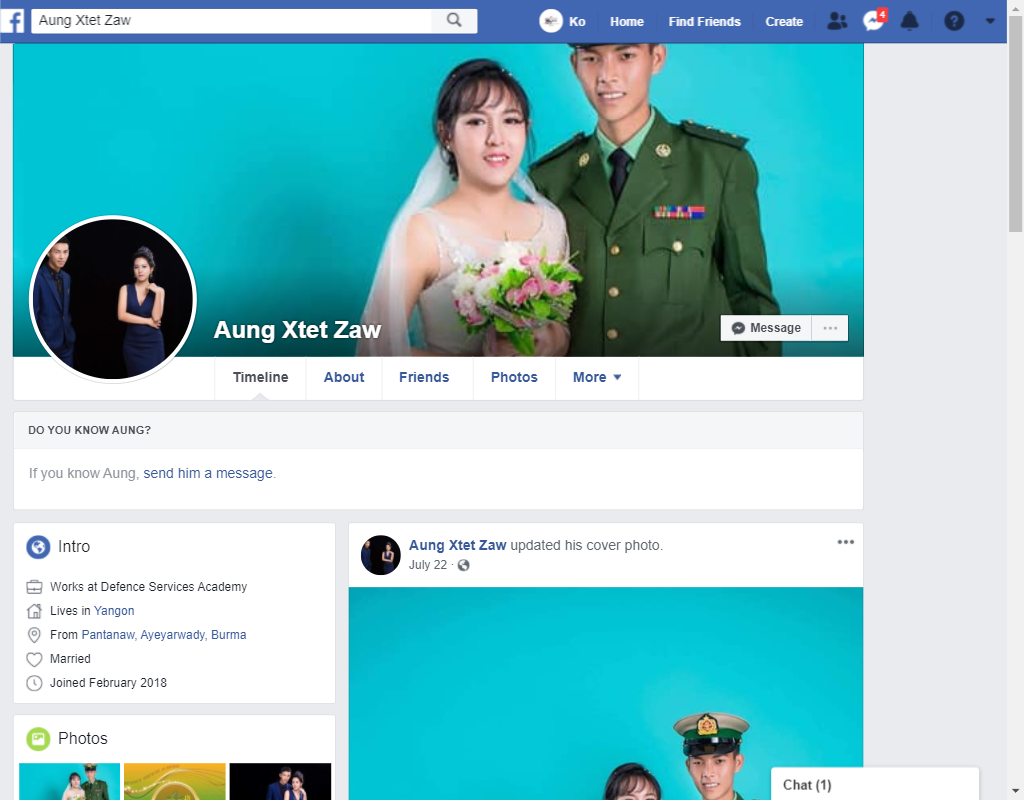 Aung Xtet Zaw
Ko
Home
Find Friends
Create
4
Aung Xtet Zaw
Message
Timeline
About
Friends
Photos
More
DO YOU KNOW AUNG?
If you know Aung, send him a message.
Intro
Works at Defence Services Academy
Lives in Yangon
From Pantanaw, Ayeyarwady, Burma
Married
Joined February 2018
Photos
Aung Xtet Zaw updated his cover photo.
July 22 ·
Chat (1)